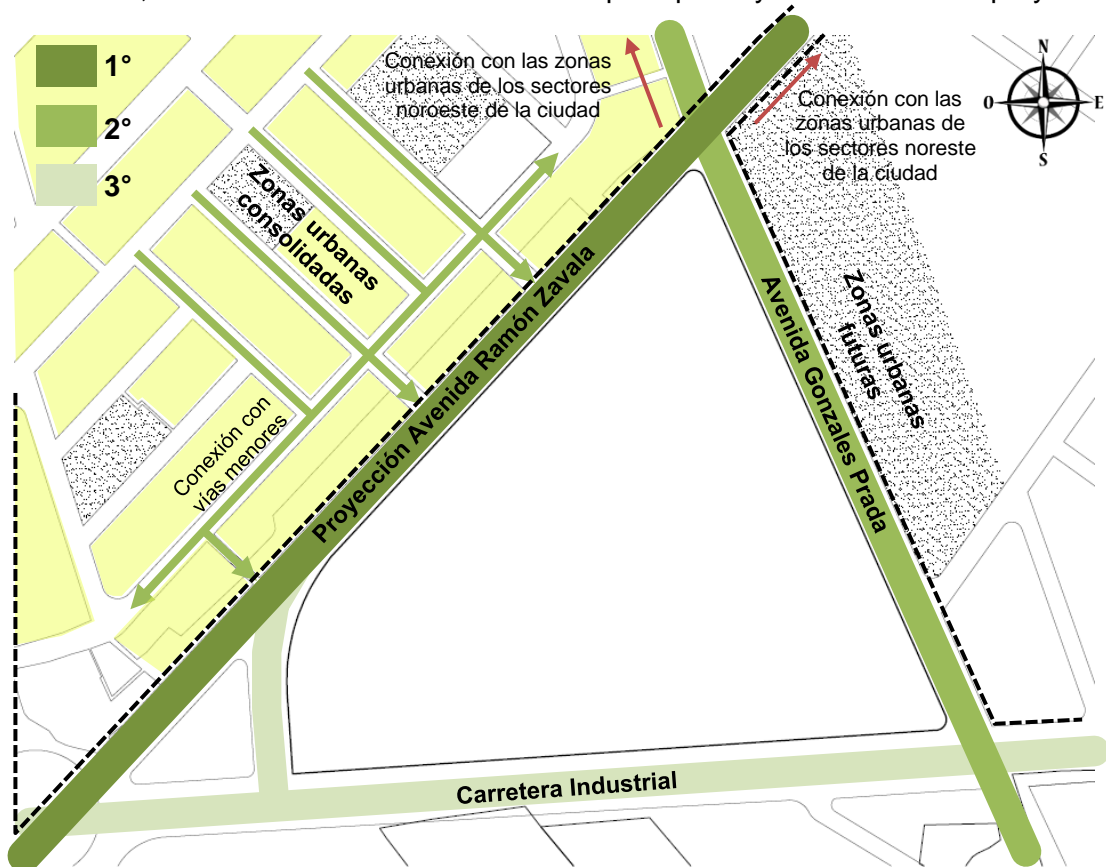 1°
2°
3°
Conexión con las zonas
urbanas de los sectores
noroeste de la ciudad
Conexión con las
zonas urbanas de
los sectores noreste
de la ciudad
N
O
E
S
Zonas urbanas
consolidadas
Conexión con
vías menores
Proyección Avenida Ramón Zavala
Avenida Gonzales Prada
Zonas urbanas
futuras
Carretera Industrial